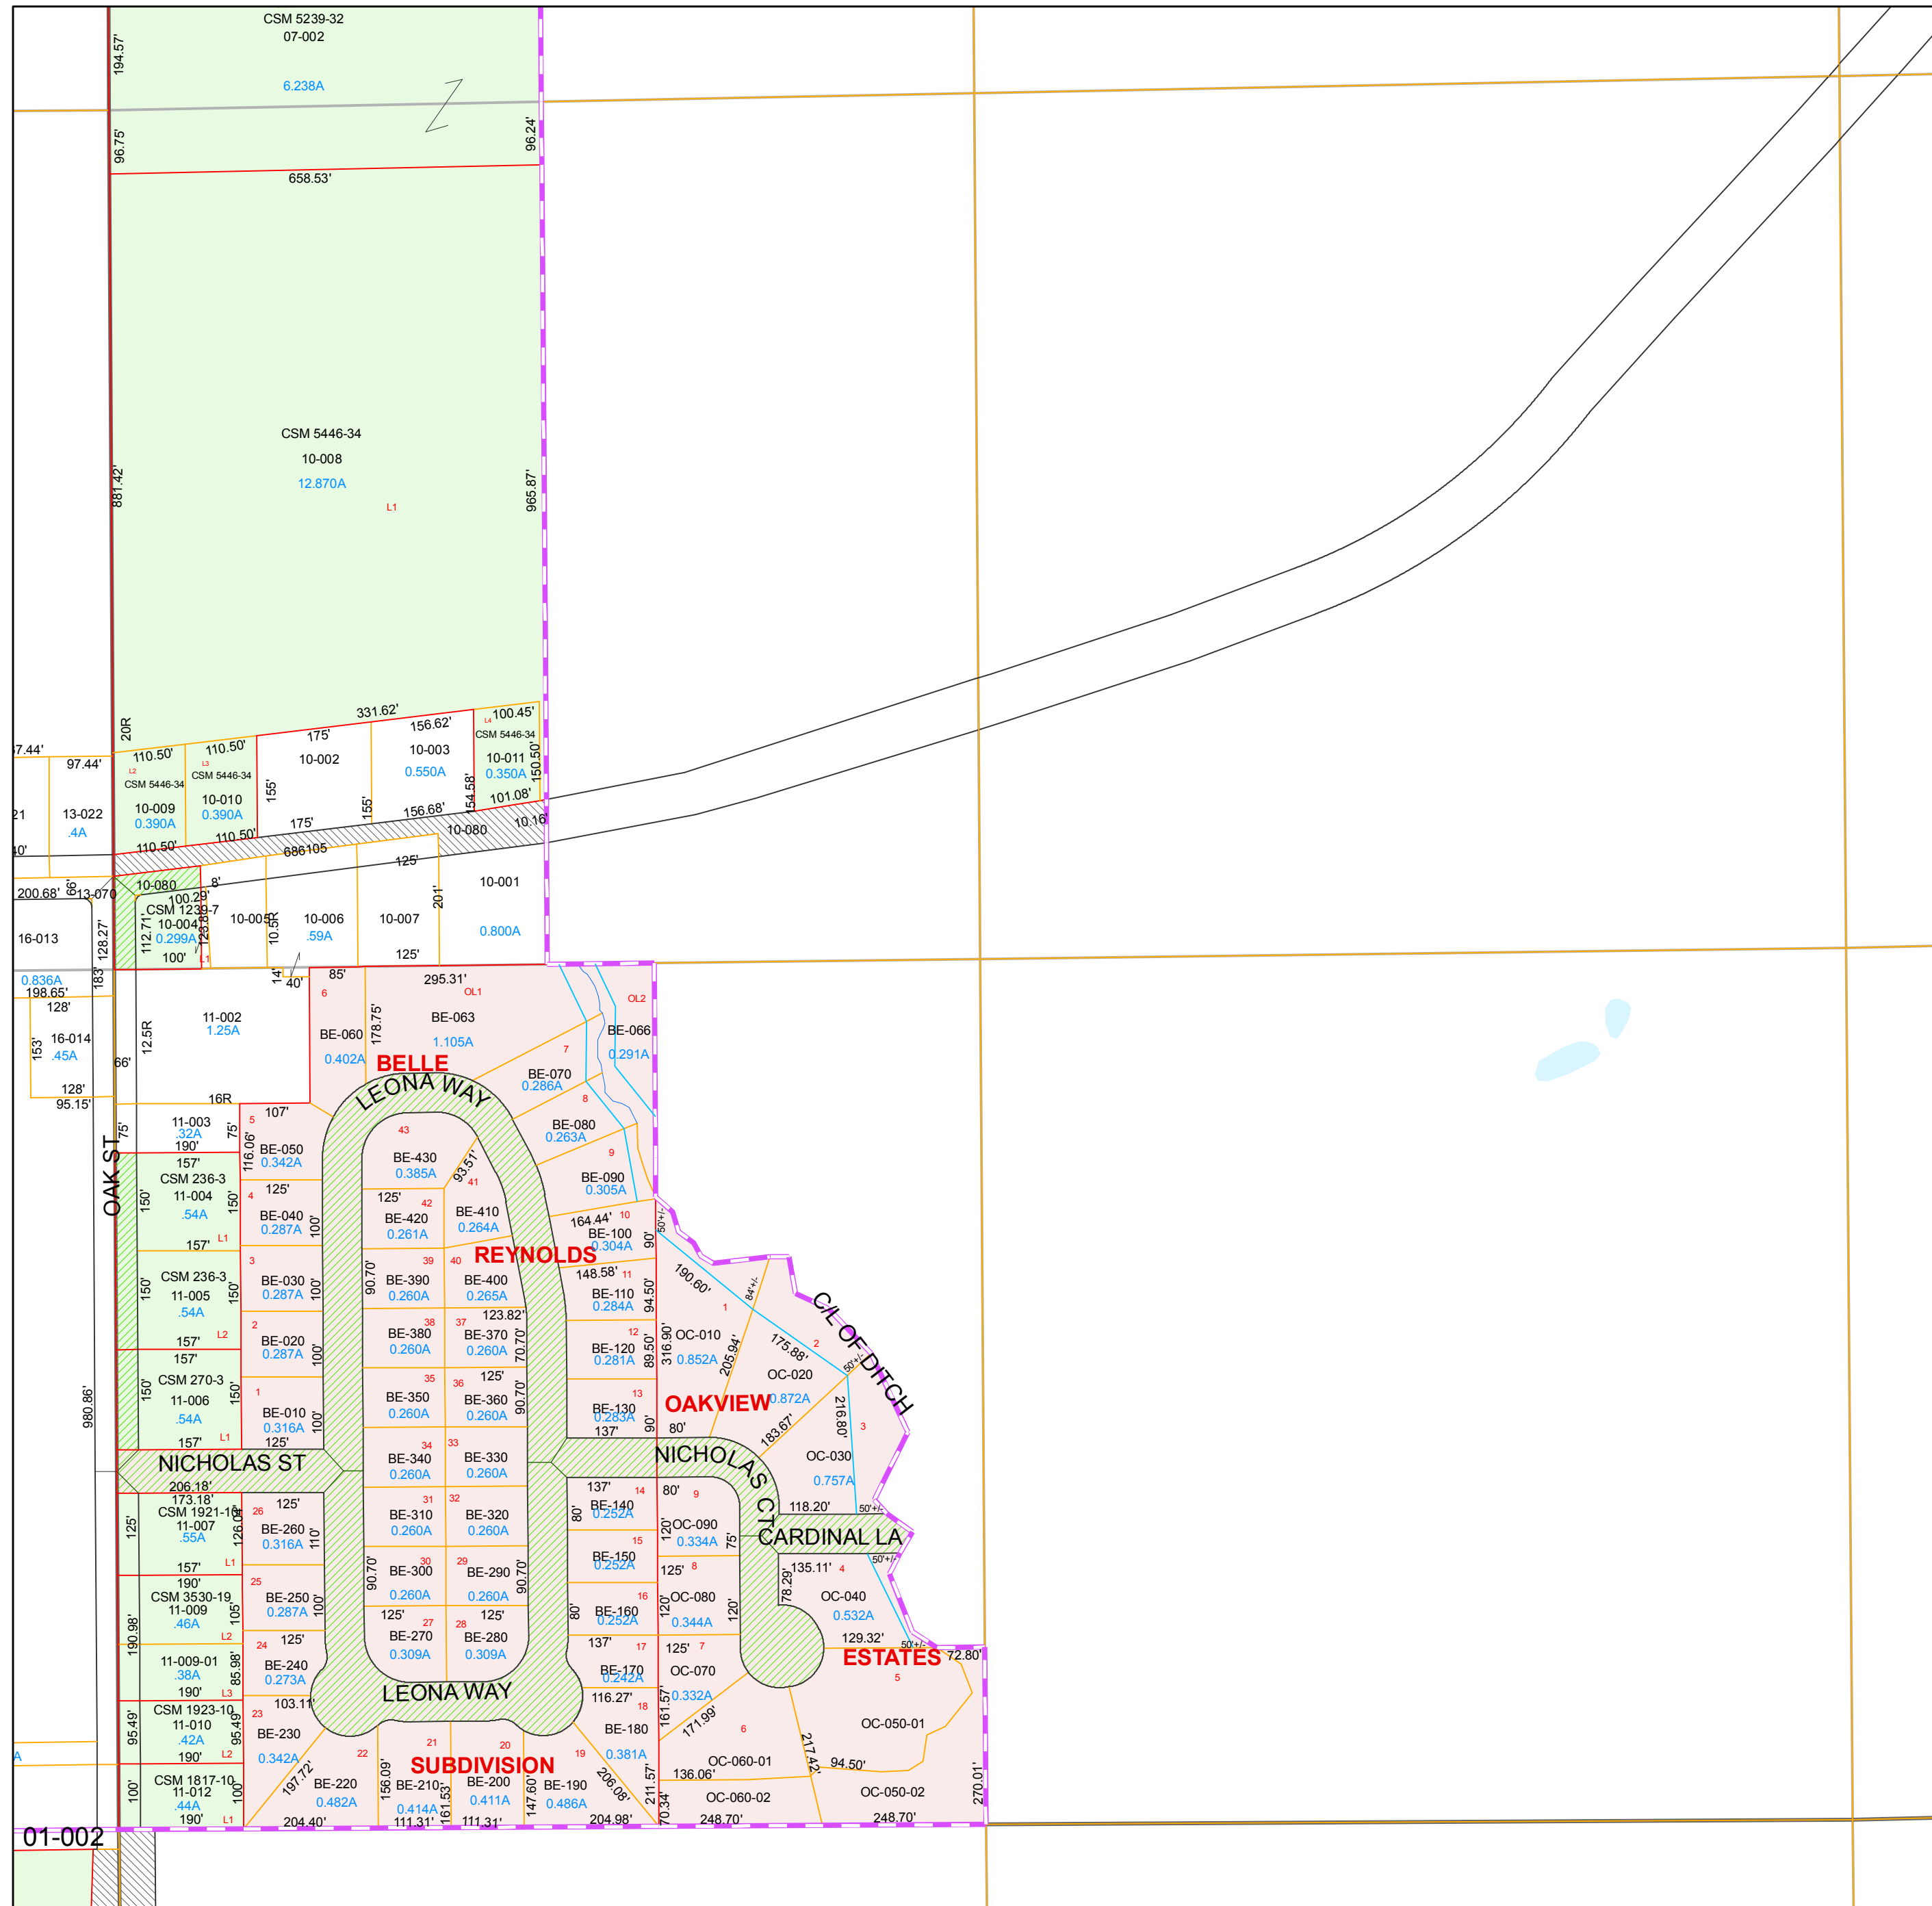 CSM 5239-32
07-002
6.238A
194.57'
96.75'
96.24'
658.53'
CSM 5446-34
10-008
12.870A
L1
881.42'
965.87'
20R
331.62'
110.50'
110.50'
175'
156.62'
100.45'
L2
CSM 5446-34
10-009
0.390A
L3
CSM 5446-34
10-010
0.390A
155'
10-002
155'
10-003
0.550A
154.58'
L4
CSM 5446-34
10-011
0.350A
150.50'
110.50'
110.50'
175'
156.68'
101.08'
10.16'
10-080
686105
7.44'
97.44'
21
13-022
.4A
40'
200.68'
66'
13-070
10-080
8'
100.29'
CSM 1239-7
10-004
0.299A
112.71'
100'
L1
128.27'
183'
10-005
10.5R
10-006
.59A
10-007
125'
201'
125'
10-001
0.800A
16-013
0.836A
198.65'
128'
16-014
.45A
153'
128'
95.15'
14'
40'
11-002
1.25A
12.5R
66'
16R
85'
295.31'
6
BE-060
0.402A
178.75'
OL1
BE-063
1.105A
OL2
BE-066
0.291A
7
BE-070
0.286A
8
BE-080
0.263A
9
BE-090
0.305A
BELLE
LEONA WAY
OAK ST
980.86'
75'
11-003
.32A
190'
75'
107'
5
116.06'
BE-050
0.342A
157'
CSM 236-3
11-004
.54A
150'
150'
157'
L1
125'
4
BE-040
0.287A
100'
CSM 236-3
11-005
.54A
150'
150'
157'
L2
3
BE-030
0.287A
100'
2
BE-020
0.287A
100'
157'
CSM 270-3
11-006
.54A
150'
150'
157'
L1
1
BE-010
0.316A
100'
125'
43
BE-430
0.385A
93.51'
125'
42
BE-420
0.261A
41
BE-410
0.264A
REYNOLDS
39
BE-390
0.260A
90.70'
40
BE-400
0.265A
123.82'
38
BE-380
0.260A
37
BE-370
0.260A
70.70'
35
BE-350
0.260A
36
125'
BE-360
0.260A
90.70'
34
BE-340
0.260A
33
BE-330
0.260A
31
BE-310
0.260A
32
BE-320
0.260A
30
BE-300
0.260A
90.70'
29
BE-290
0.260A
90.70'
125'
27
BE-270
0.309A
125'
28
BE-280
0.309A
164.44'
10
BE-100
0.304A
90'
148.58'
11
BE-110
0.284A
94.50'
12
BE-120
0.281A
89.50'
13
BE-130
0.283A
137'
90'
316.90'
50'+/-
190.60'
1
84'+/-
OC-010
0.852A
205.94'
80'
2
175.88'
OC-020
0.872A
183.67'
50'+/-
C/L OF DITCH
216.80'
3
OC-030
0.757A
118.20'
50'+/-
OAKVIEW
NICHOLAS ST
206.18'
NICHOLAS CT
CARDINAL LA
173.18'
11-007
.55A
125'
157'
L1
125'
26
BE-260
0.316A
110'
190'
CSM 3530-19
11-009
.46A
105'
L2
190.98'
25
BE-250
0.287A
100'
11-009-01
.38A
85.98'
190'
L3
125'
24
BE-240
0.273A
103.11'
CSM 1923-10
11-010
.42A
95.49'
95.49'
190'
L2
23
BE-230
0.342A
CSM 1817-10
11-012
.44A
100'
100'
190'
L1
137'
14
BE-140
0.252A
80'
15
BE-150
0.252A
16
BE-160
0.252A
80'
137'
17
BE-170
0.242A
116.27'
18
BE-180
0.381A
80'
9
OC-090
0.334A
120'
75'
125'
8
OC-080
0.344A
120'
120'
125'
7
OC-070
0.332A
161.57'
171.99'
135.11'
4
50'+/-
78.29'
OC-040
0.532A
129.32'
50'+/-
72.80'
ESTATES
5
OC-050-01
6
217.42'
94.50'
OC-060-01
136.06'
OC-060-02
OC-050-02
248.70'
248.70'
270.01'
70.34'
211.57'
LEONA WAY
SUBDIVISION
197.72'
22
BE-220
0.482A
204.40'
156.09'
21
BE-210
0.414A
111.31'
161.53'
20
BE-200
0.411A
111.31'
147.60'
19
BE-190
0.486A
206.08'
204.98'
A
01-002